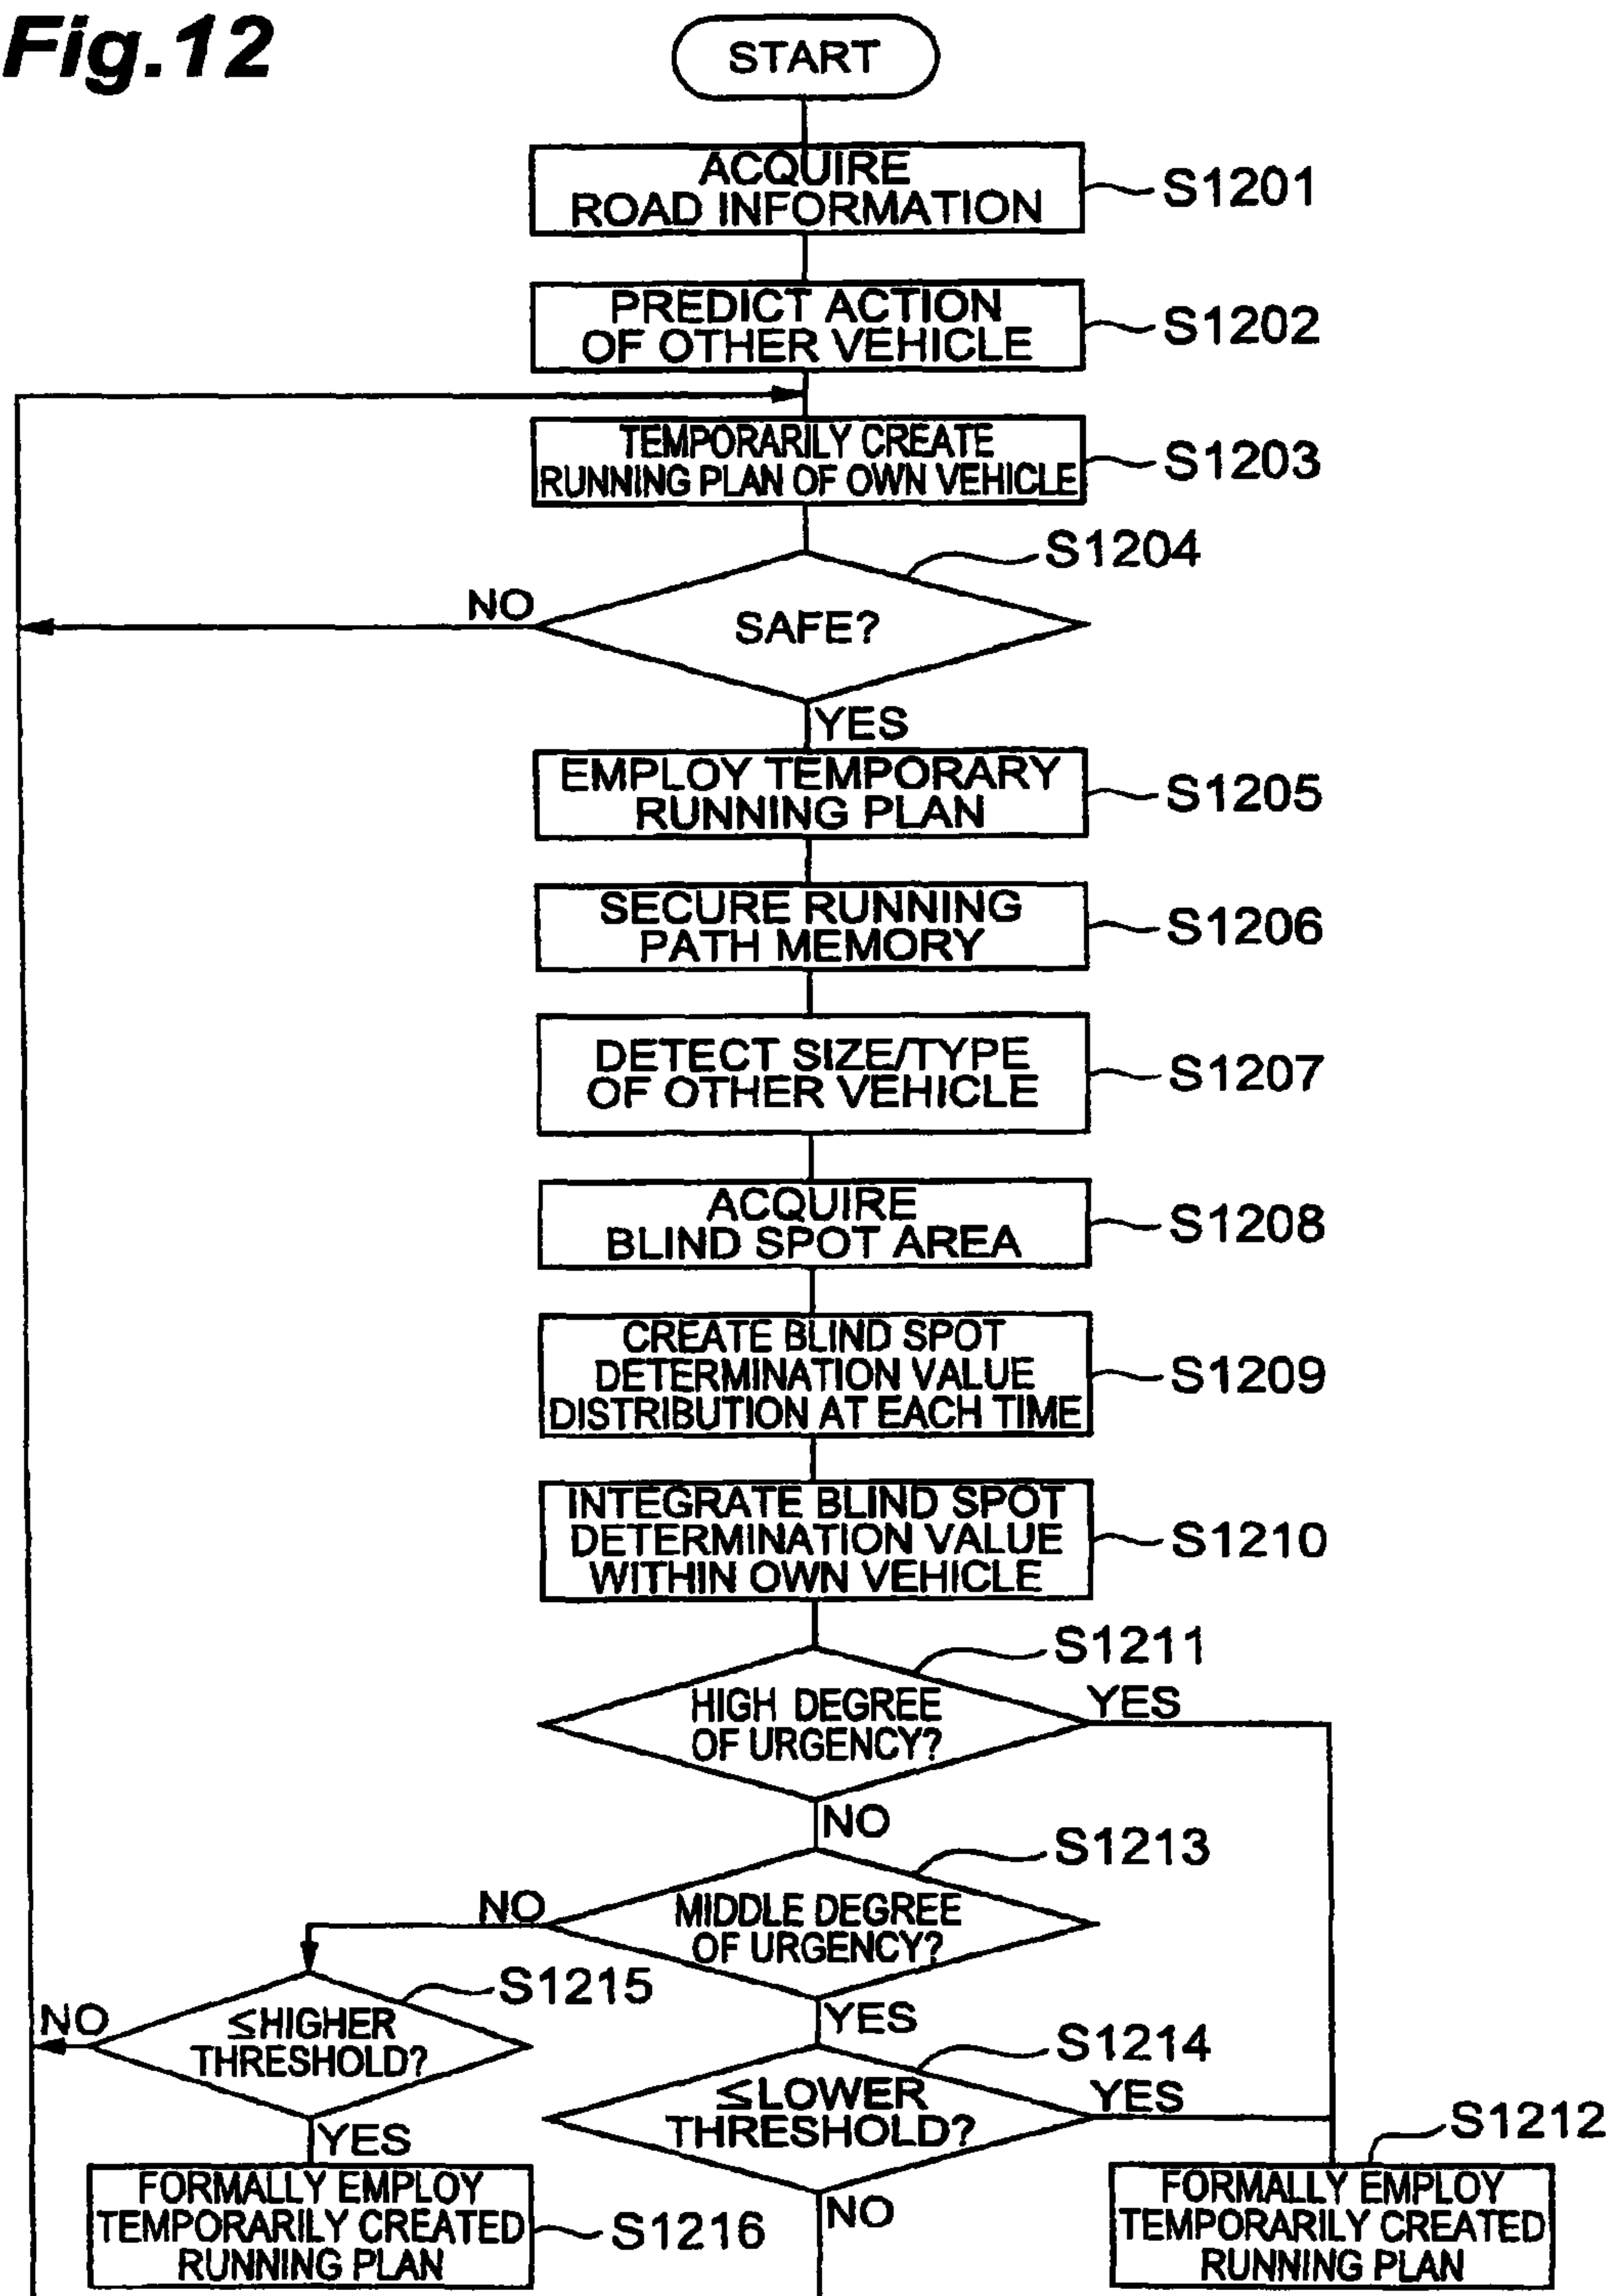 Fig.12
START
ACQUIRE
ROAD INFORMATION
S1201
PREDICT ACTION
OF OTHER VEHICLE
S1202
TEMPORARILY CREATE
RUNNING PLAN OF OWN VEHICLE
S1203
S1204
NO
SAFE?
YES
EMPLOY TEMPORARY
RUNNING PLAN
S1205
SECURE RUNNING
PATH MEMORY
S1206
DETECT SIZE/TYPE
OF OTHER VEHICLE
S1207
ACQUIRE
BLIND SPOT AREA
S1208
CREATE BLIND SPOT
DETERMINATION VALUE
DISTRIBUTION AT EACH TIME
S1209
INTEGRATE BLIND SPOT
DETERMINATION VALUE
WITHIN OWN VEHICLE
S1210
S1211
HIGH DEGREE
OF URGENCY?
YES
NO
S1213
NO
MIDDLE DEGREE
OF URGENCY?
YES
S1215
NO
≤HIGHER
THRESHOLD?
YES
S1214
≤LOWER
THRESHOLD?
YES
NO
S1212
FORMALLY EMPLOY
TEMPORARILY CREATED
RUNNING PLAN
S1216
FORMALLY EMPLOY
TEMPORARILY CREATED
RUNNING PLAN